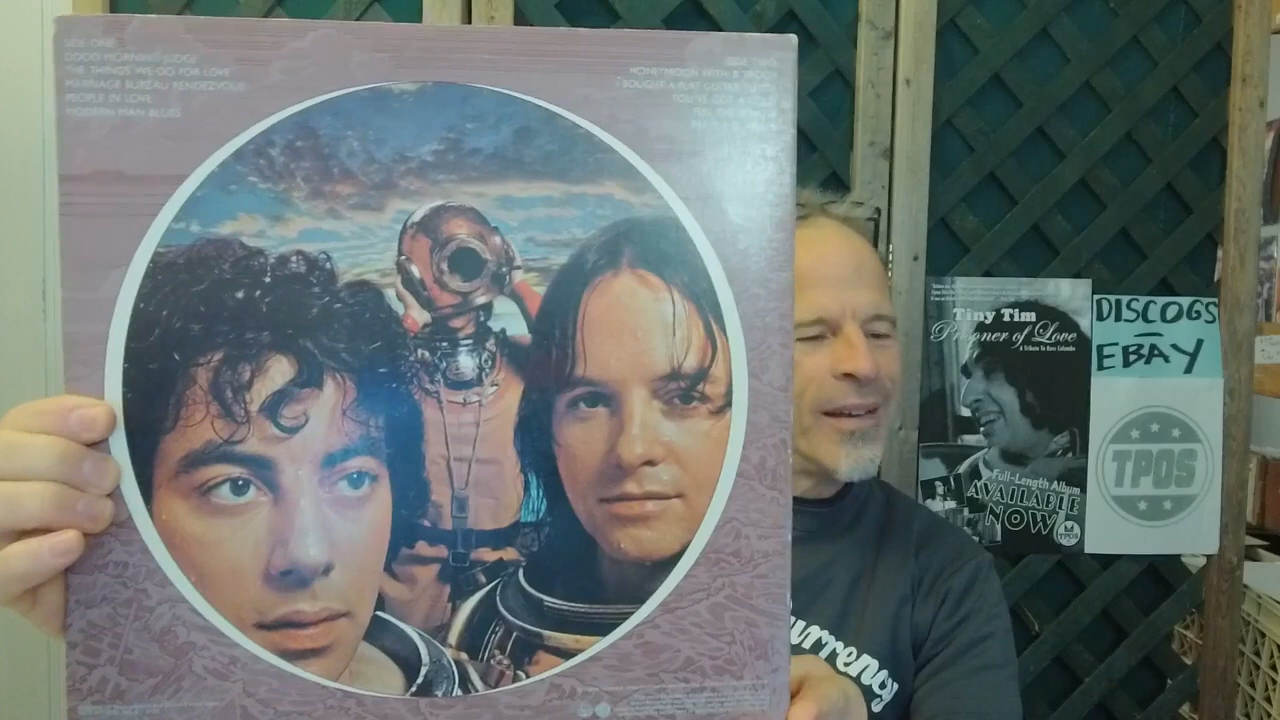 SIDE ONE
GOOD MORNING JUDGE
THE THINGS WE DO FOR LOVE
MARRIAGE BUREAU RENDEZVOUS
PEOPLE IN LOVE
MODERN MAN BLUES
SIDE TWO
HONEYMOON WITH B TROOP
I BOUGHT A FLAT GUITAR TUTOR
YOU'VE GOT A
Tiny Tim
Prisoner of Love
A Tribute To Russ Columbo
Full-Length Album
AVAILABLE
NOW
TPOS
DISCOGS
EBAY
TPOS
urrency